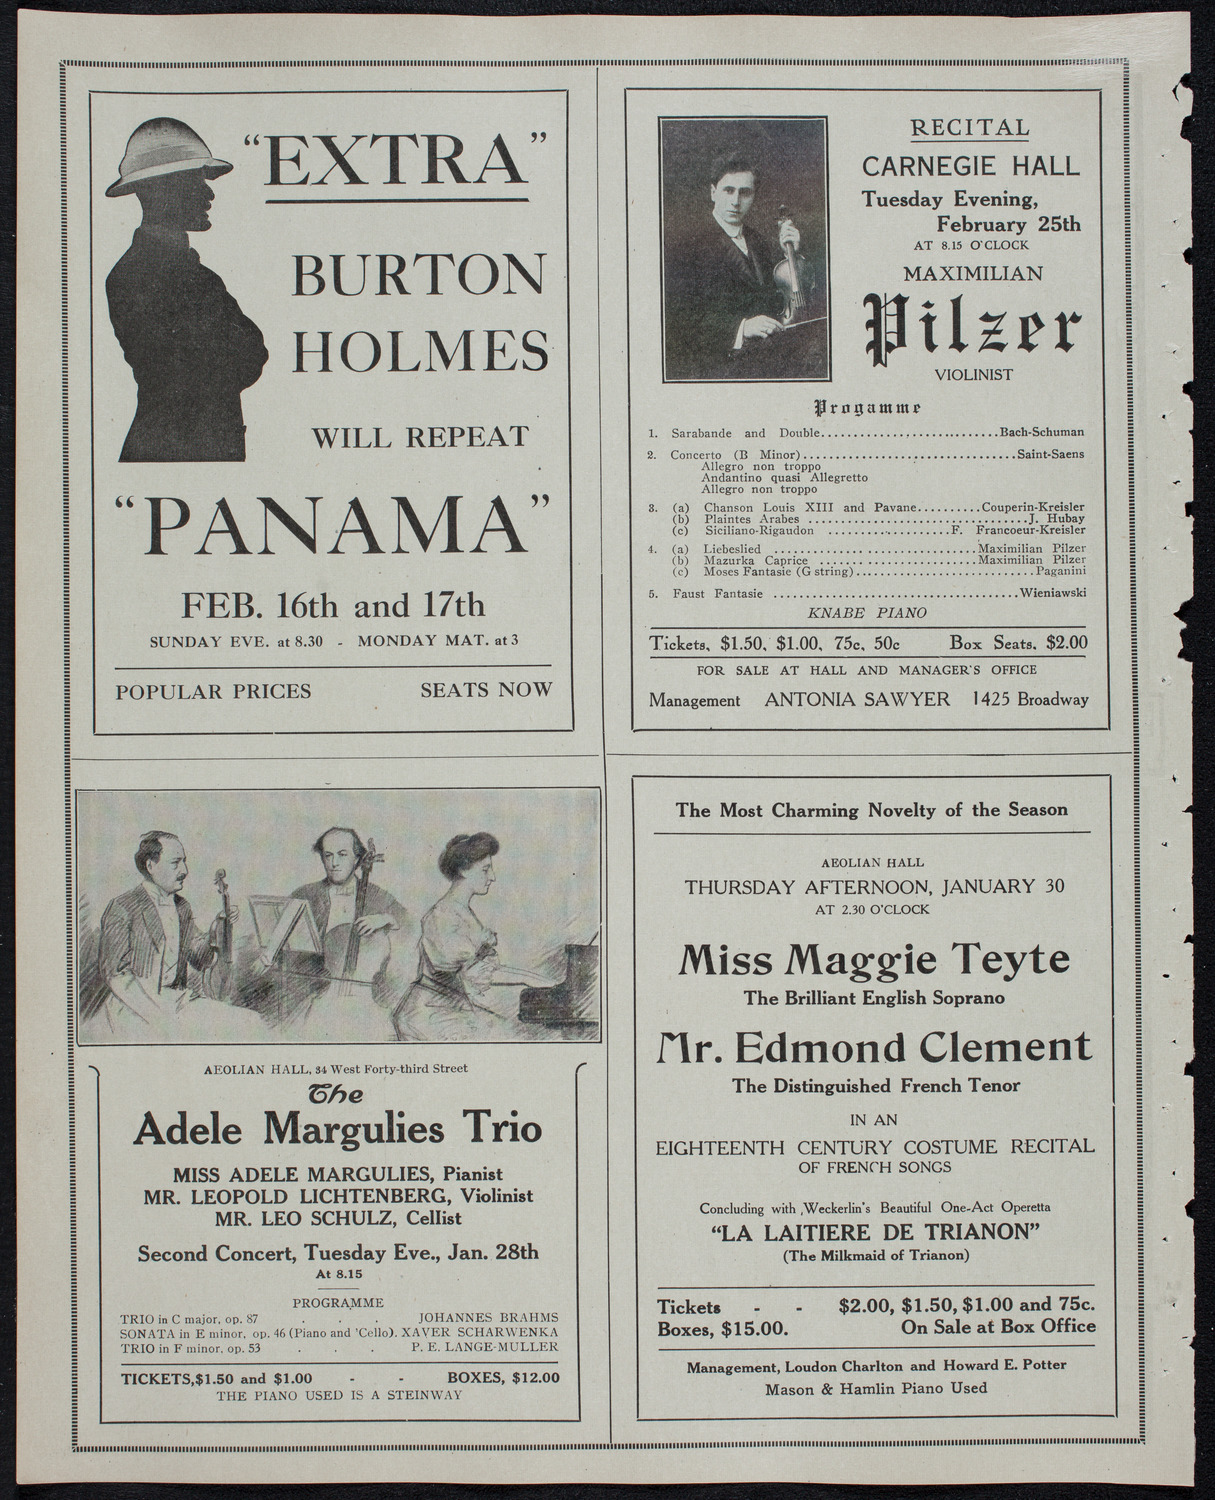 "EXTRA"
BURTON
HOLMES
WILL REPEAT
"PANAMA"
FEB. 16th and 17th
SUNDAY EVE. at 8.30 - MONDAY MAT. at 3
POPULAR PRICES SEATS NOW
RECITAL
CARNEGIE HALL
Tuesday Evening,
February 25th
AT 8.15 O'CLOCK
MAXIMILIAN
Pilzer
VIOLINIST
Progamme
1. Sarabande and Double............................Bach-Schuman
2. Concerto (B Minor)..................................Saint-Saens
Allegro non troppo
Andantino quasi Allegretto
Allegro non troppo
3. (a) Chanson Louis XIII and Pavane..........Couperin-Kreisler
(b) Plaintes Arabes ...................................J. Hubay
(c) Siciliano-Rigaudon ...................F. Francoeur-Kreisler
4. (a) Liebeslied ................................Maximilian Pilzer
(b) Mazurka Caprice .........................Maximilian Pilzer
(c) Moses Fantasie (G string).............................Paganini
5. Faust Fantasie .......................................Wieniawski
KNABE PIANO
Tickets, $1.50, $1.00, 75c, 50c Box Seats, $2.00
FOR SALE AT HALL AND MANAGER'S OFFICE
Management ANTONIA SAWYER 1425 Broadway
AEOLIAN HALL, 34 West Forty-third Street
The
Adele Margulies Trio
MISS ADELE MARGULIES, Pianist
MR. LEOPOLD LICHTENBERG, Violinist
MR. LEO SCHULZ, Cellist
Second Concert, Tuesday Eve., Jan. 28th
At 8.15
PROGRAMME
TRIO in C major, op. 87 . . . JOHANNES BRAHMS
SONATA in E minor, op. 46 (Piano and 'Cello). XAVER SCHARWENKA
TRIO in F minor, op. 53 . . . P. E. LANGE-MULLER
TICKETS,$1.50 and $1.00 - - BOXES, $12.00
THE PIANO USED IS A STEINWAY
The Most Charming Novelty of the Season
AEOLIAN HALL
THURSDAY AFTERNOON, JANUARY 30
AT 2.30 O'CLOCK
Miss Maggie Teyte
The Brilliant English Soprano
Mr. Edmond Clement
The Distinguished French Tenor
IN AN
EIGHTEENTH CENTURY COSTUME RECITAL
OF FRENCH SONGS
Concluding with Weckerlin's Beautiful One-Act Operetta
"LA LAITIERE DE TRIANON"
(The Milkmaid of Trianon)
Tickets - - $2.00, $1.50, $1.00 and 75c.
Boxes, $15.00. On Sale at Box Office
Management, Loudon Charlton and Howard E. Potter
Mason & Hamlin Piano Used